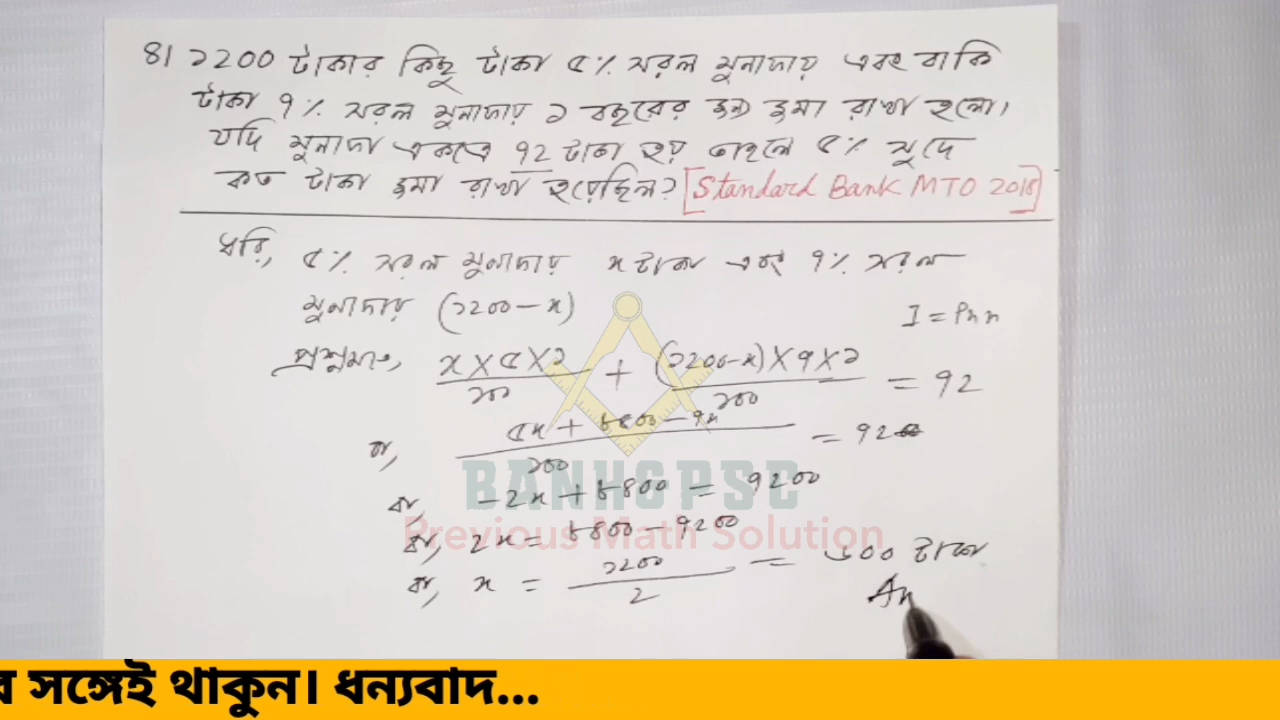 ৪। ১২০০ টাকার কিছু টাকা ৫% সরল মুনাফায় এবং বাকি
টাকা ৭% সরল মুনাফায় ১ বছরের জন্য জমা রাখা হলো।
যদি মুনাফা একত্রে ৭২ টাকা হয় তাহলে ৫% সুদে
কত টাকা জমা রাখা হয়েছিল? [Standard Bank MTO 2018]
ধরি, ৫% সরল মুনাফায় x টাকা এবং ৭% সরল
মুনাফায় (১২০০ - x)
I = Prn
প্রশ্নমতে, x × ৫ × ১ / ১০০ + (১২০০ - x) × ৭ × ১ / ১০০ = ৭২
বা, ৫x + ৮৪০০ - ৭x / ১০০ = ৭২
বা, -২x + ৮৪০০ = ৭২০০
বা, ২x = ৮৪০০ - ৭২০০
বা, x = ১২০০ / ২ = ৬০০ টাকা
An
BANHGPSC
Previous Math Solution
সঙ্গেই থাকুন। ধন্যবাদ...